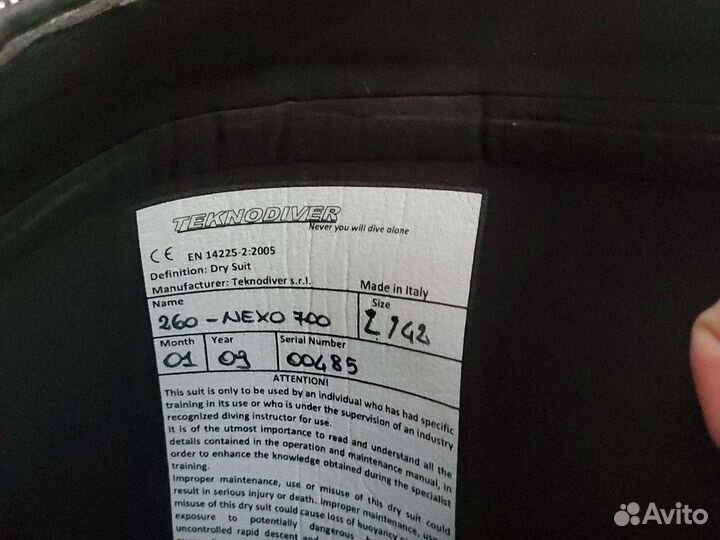 TEKNODIVER
Never you will dive alone
CE EN 14225-2:2005
Definition: Dry Suit
Manufacturer: Teknodiver s.r.l. Made in Italy
Name Size
260-NEXO 700 L/42
Month Year Serial Number
01 09 00485
ATTENTION!
This suit is only to be used by an individual who has had specific
training in its use or who is under the supervision of an industry
recognized diving instructor for use.
It is of the utmost importance to read and understand all the
details contained in the operation and maintenance manual, in
order to enhance the knowledge obtained during the specialist
training.
Improper maintenance, use or misuse of this dry suit could
result in serious injury or death. Improper maintenance, use
misuse of this dry suit could cause loss of buoyancy
exposure to potentially dangerous
uncontrolled rapid descent and
Avito